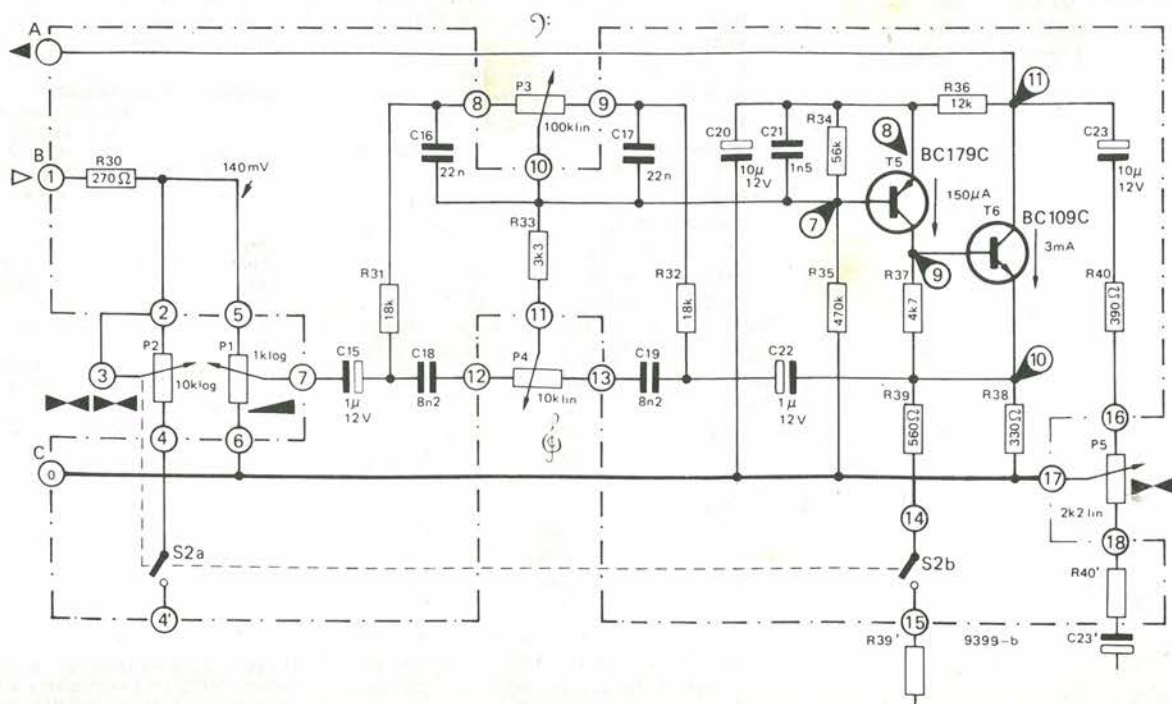 A
B
1
R30
270Ω
140mV
2
5
3
P2
P1
1k log
10k log
7
4
6
C
0
S2a
4'
C15
1μ
12V
R31
18k
C16
22n
8
P3
100k lin
9
10
C17
22n
R33
3k3
11
C18
8n2
12
P4
10k lin
13
C19
8n2
R32
18k
C20
10μ
12V
C21
1n5
R34
56k
7
R35
470k
C22
1μ
12V
8
T5
BC179C
150μA
R36
12k
11
T6
BC109C
3mA
9
R37
4k7
10
R39
560Ω
R38
330Ω
14
S2b
15
R39'
9399-b
C23
10μ
12V
R40
390Ω
16
P5
17
2k2 lin
18
R40'
C23'